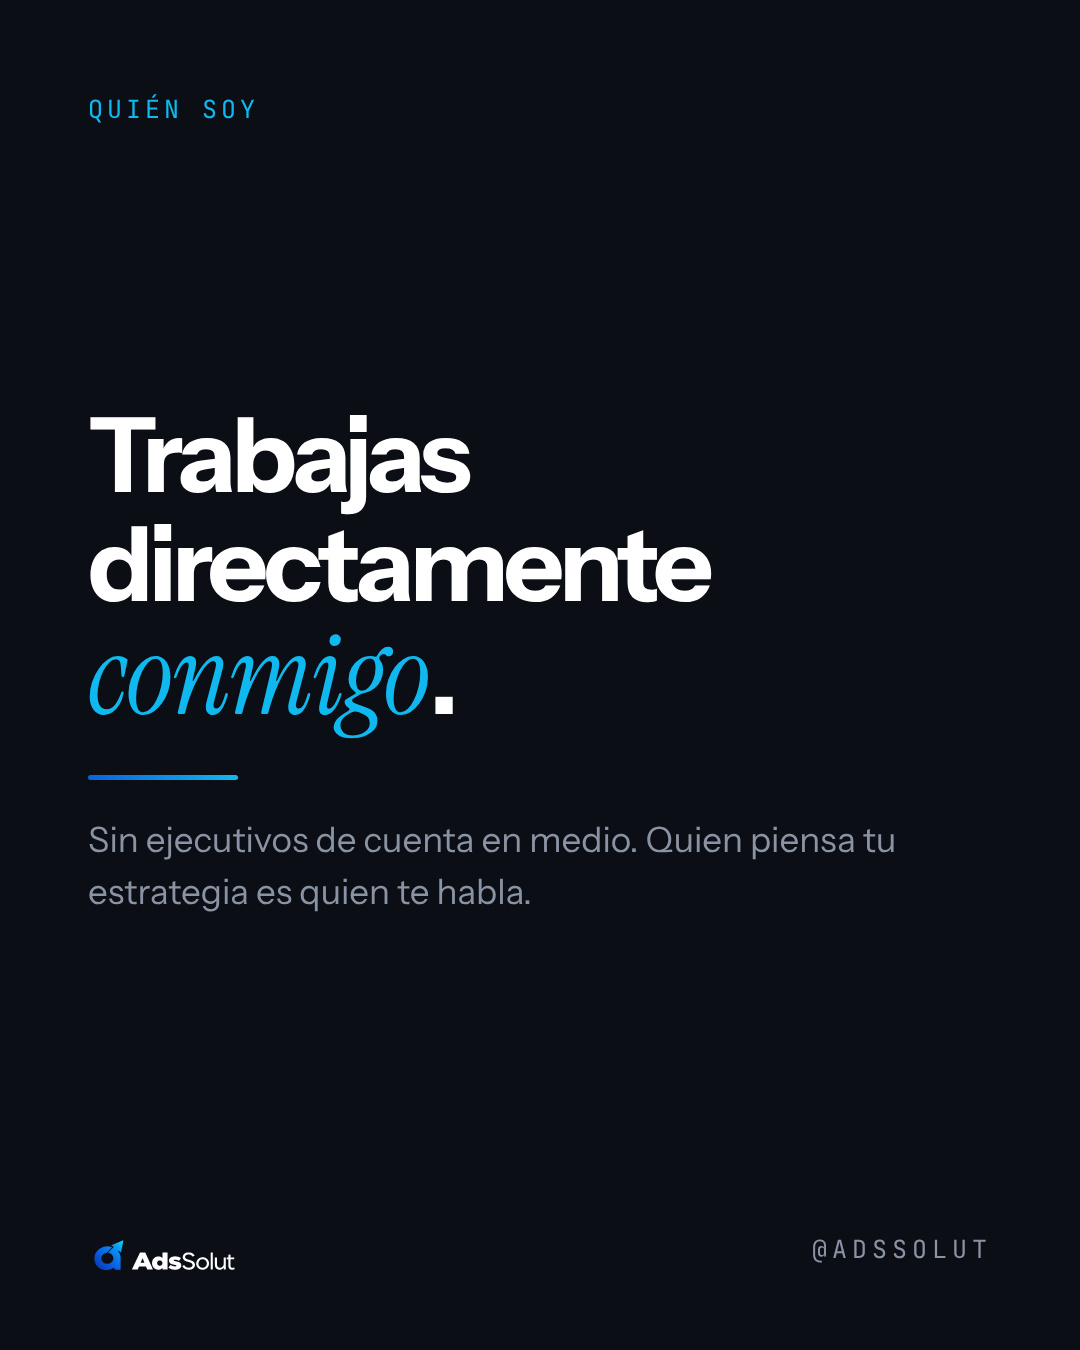 QUIÉN SOY
Trabajas
directamente
conmigo.
Sin ejecutivos de cuenta en medio. Quien piensa tu
estrategia es quien te habla.
AdsSolut
@ADSSOLUT